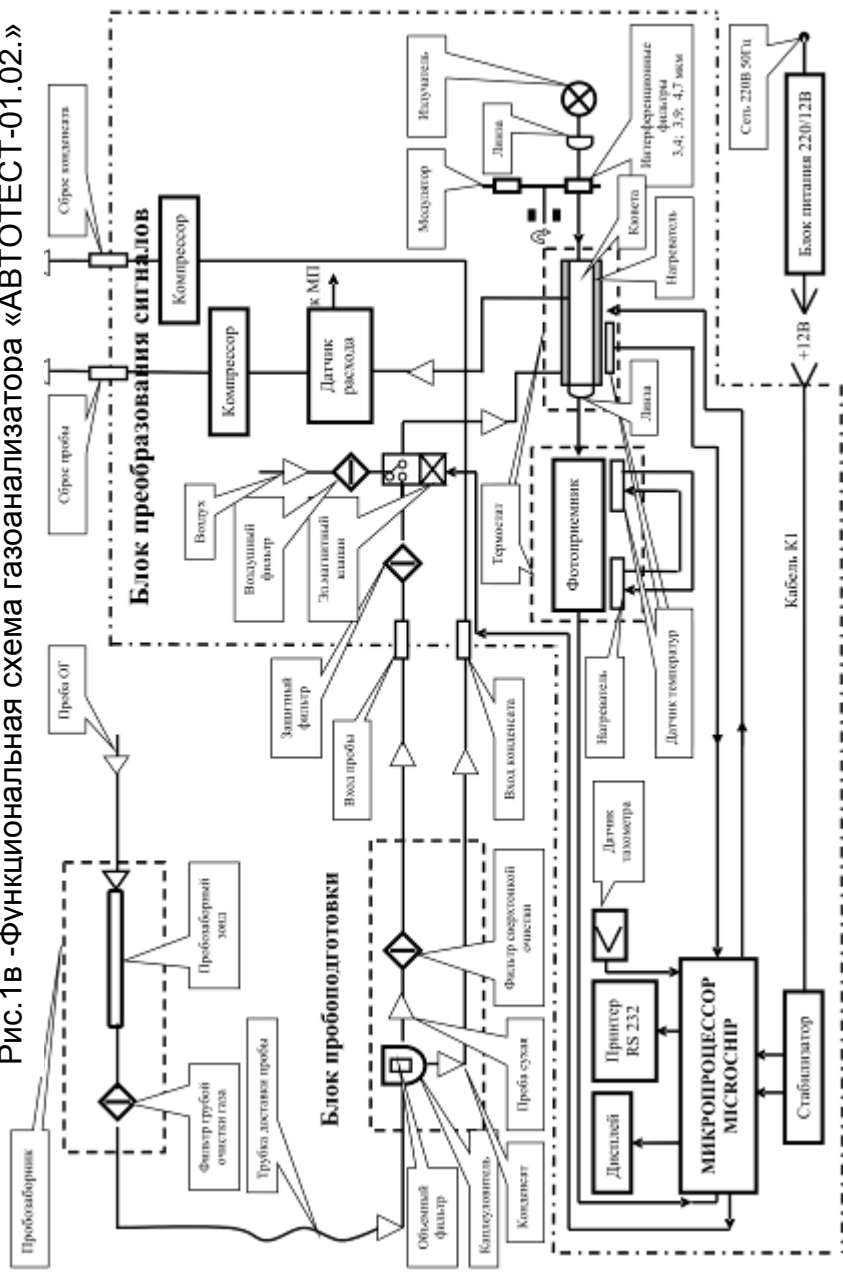 Рис.1в -Функциональная схема газоанализатора «АВТОТЕСТ-01.02.»
Пробозаборник
Фильтр грубой
очистки газа
Пробозаборный
зонд
Проба ОГ
Трубка доставки пробы
Блок пробоподготовки
Объемный
фильтр
Каплеуловитель
Конденсат
Проба сухая
Фильтр сверхтонкой
очистки
Вход пробы
Вход конденсата
Защитный
фильтр
Сброс пробы
Сброс конденсата
Блок преобразования сигналов
Воздух
Воздушный
фильтр
Эл.магнитный
клапан
Компрессор
Компрессор
Датчик
расхода
к МП
Модулятор
Линза
Излучатель
Интерференционные
фильтры
3,4; 3,9; 4,7 мкм
Кювета
Нагреватель
Термостат
Фотоприемник
Линза
Нагреватель
Датчик температур
Датчик
тахометра
Дисплей
Принтер
RS 232
МИКРОПРОЦЕССОР
MICROCHIP
Стабилизатор
Кабель К1
+12В
Блок питания 220/12В
Сеть 220В 50Гц